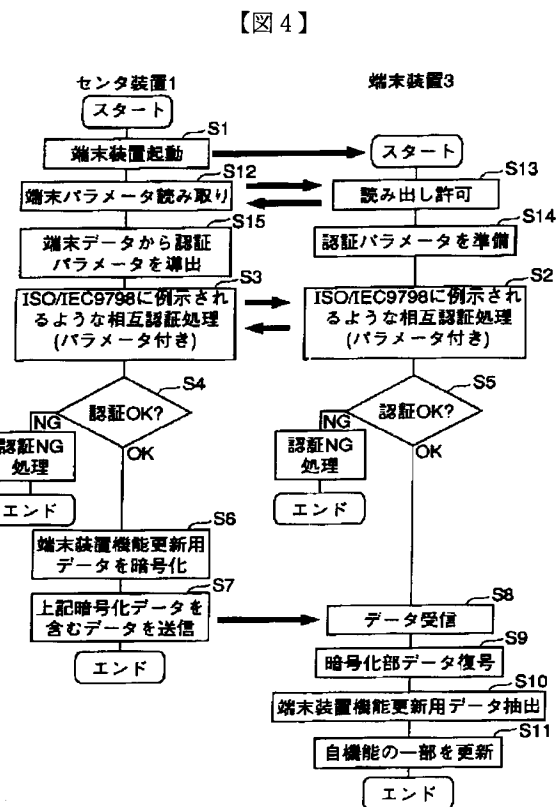 【図４】
センタ装置1
スタート
S1
端末装置起動
S12
端末パラメータ読み取り
S15
端末データから認証
パラメータを導出
S3
ISO/IEC9798に例示され
るような相互認証処理
(パラメータ付き)
S4
認証OK?
NG
OK
認証NG
処理
エンド
S6
端末装置機能更新用
データを暗号化
S7
上記暗号化データを
含むデータを送信
エンド
端末装置3
スタート
S13
読み出し許可
S14
認証パラメータを準備
S2
ISO/IEC9798に例示され
るような相互認証処理
(パラメータ付き)
S5
認証OK?
NG
OK
認証NG
処理
エンド
S8
データ受信
S9
暗号化部データ復号
S10
端末装置機能更新用データ抽出
S11
自機能の一部を更新
エンド